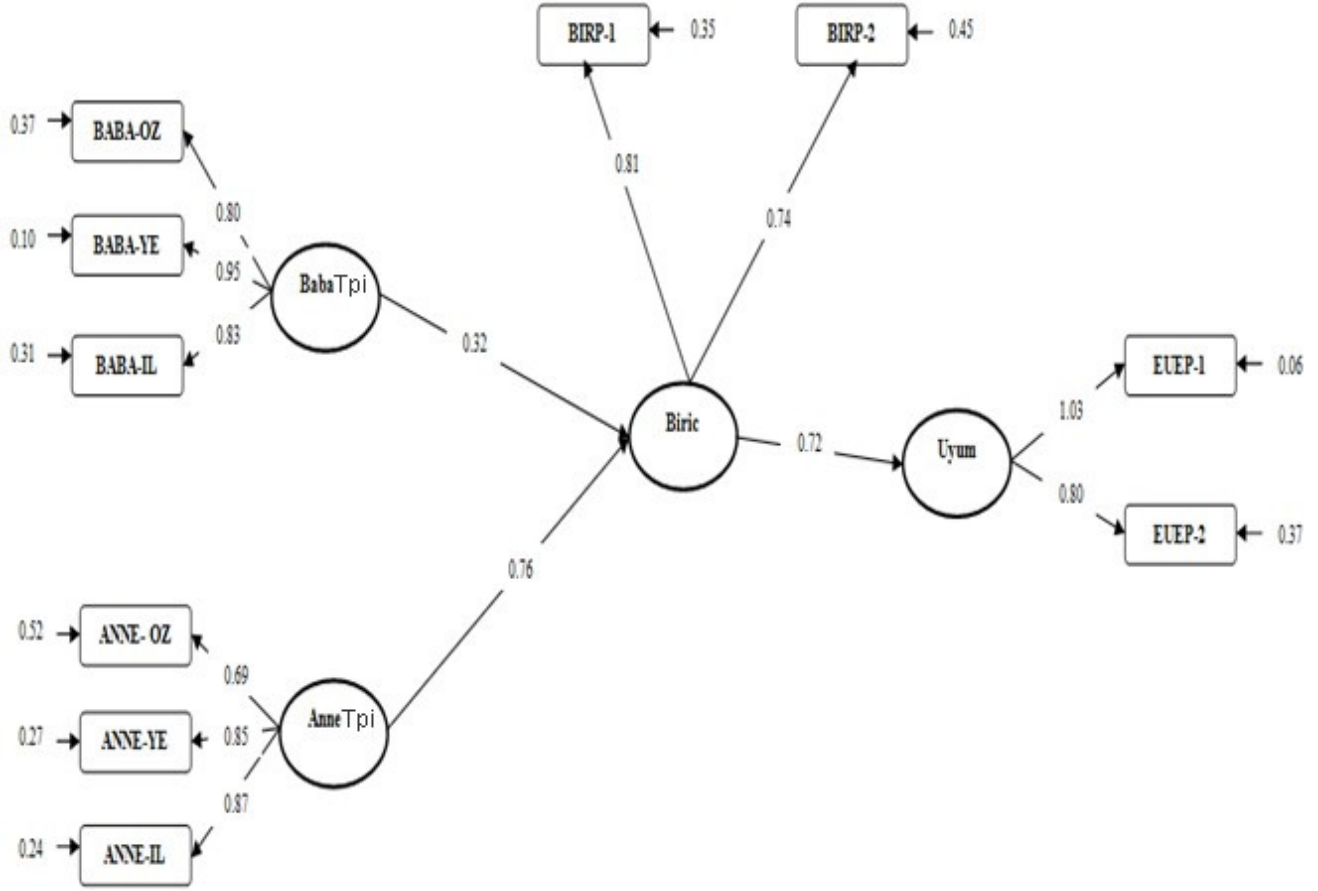 BIRP-1
0.35
BIRP-2
0.45
0.37
BABA-OZ
0.81
0.80
0.74
0.10
BABA-YE
0.95
BabaTpi
0.31
BABA-IL
0.83
0.32
Biric
0.72
Uyum
EUEP-1
0.06
1.03
0.80
EUEP-2
0.37
0.76
0.52
ANNE- OZ
0.69
AnneTpi
0.27
ANNE-YE
0.85
0.87
0.24
ANNE-IL